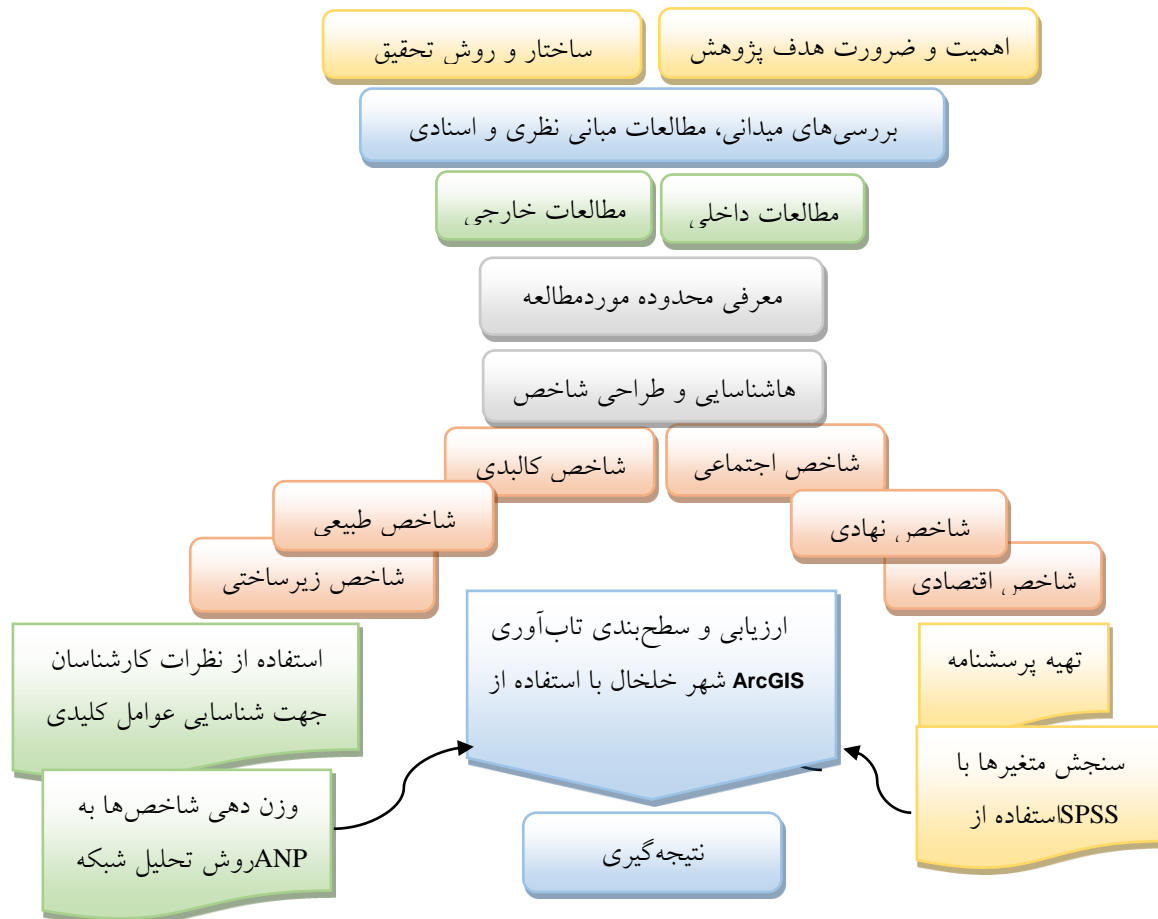 اهمیت و ضرورت هدف پژوهش
ساختار و روش تحقیق
بررسی‌های میدانی، مطالعات مبانی نظری و اسنادی
مطالعات داخلی
مطالعات خارجی
معرفی محدوده موردمطالعه
هاشناسایی و طراحی شاخص
شاخص اجتماعی
شاخص کالبدی
شاخص نهادی
شاخص طبیعی
شاخص اقتصادی
شاخص زیرساختی
ارزیابی و سطح‌بندی تاب‌آوری
ArcGIS شهر خلخال با استفاده از
تهیه پرسشنامه
سنجش متغیرها با
SPSSاستفاده از
استفاده از نظرات کارشناسان
جهت شناسایی عوامل کلیدی
وزن دهی شاخص‌ها به
ANPروش تحلیل شبکه
نتیجه‌گیری